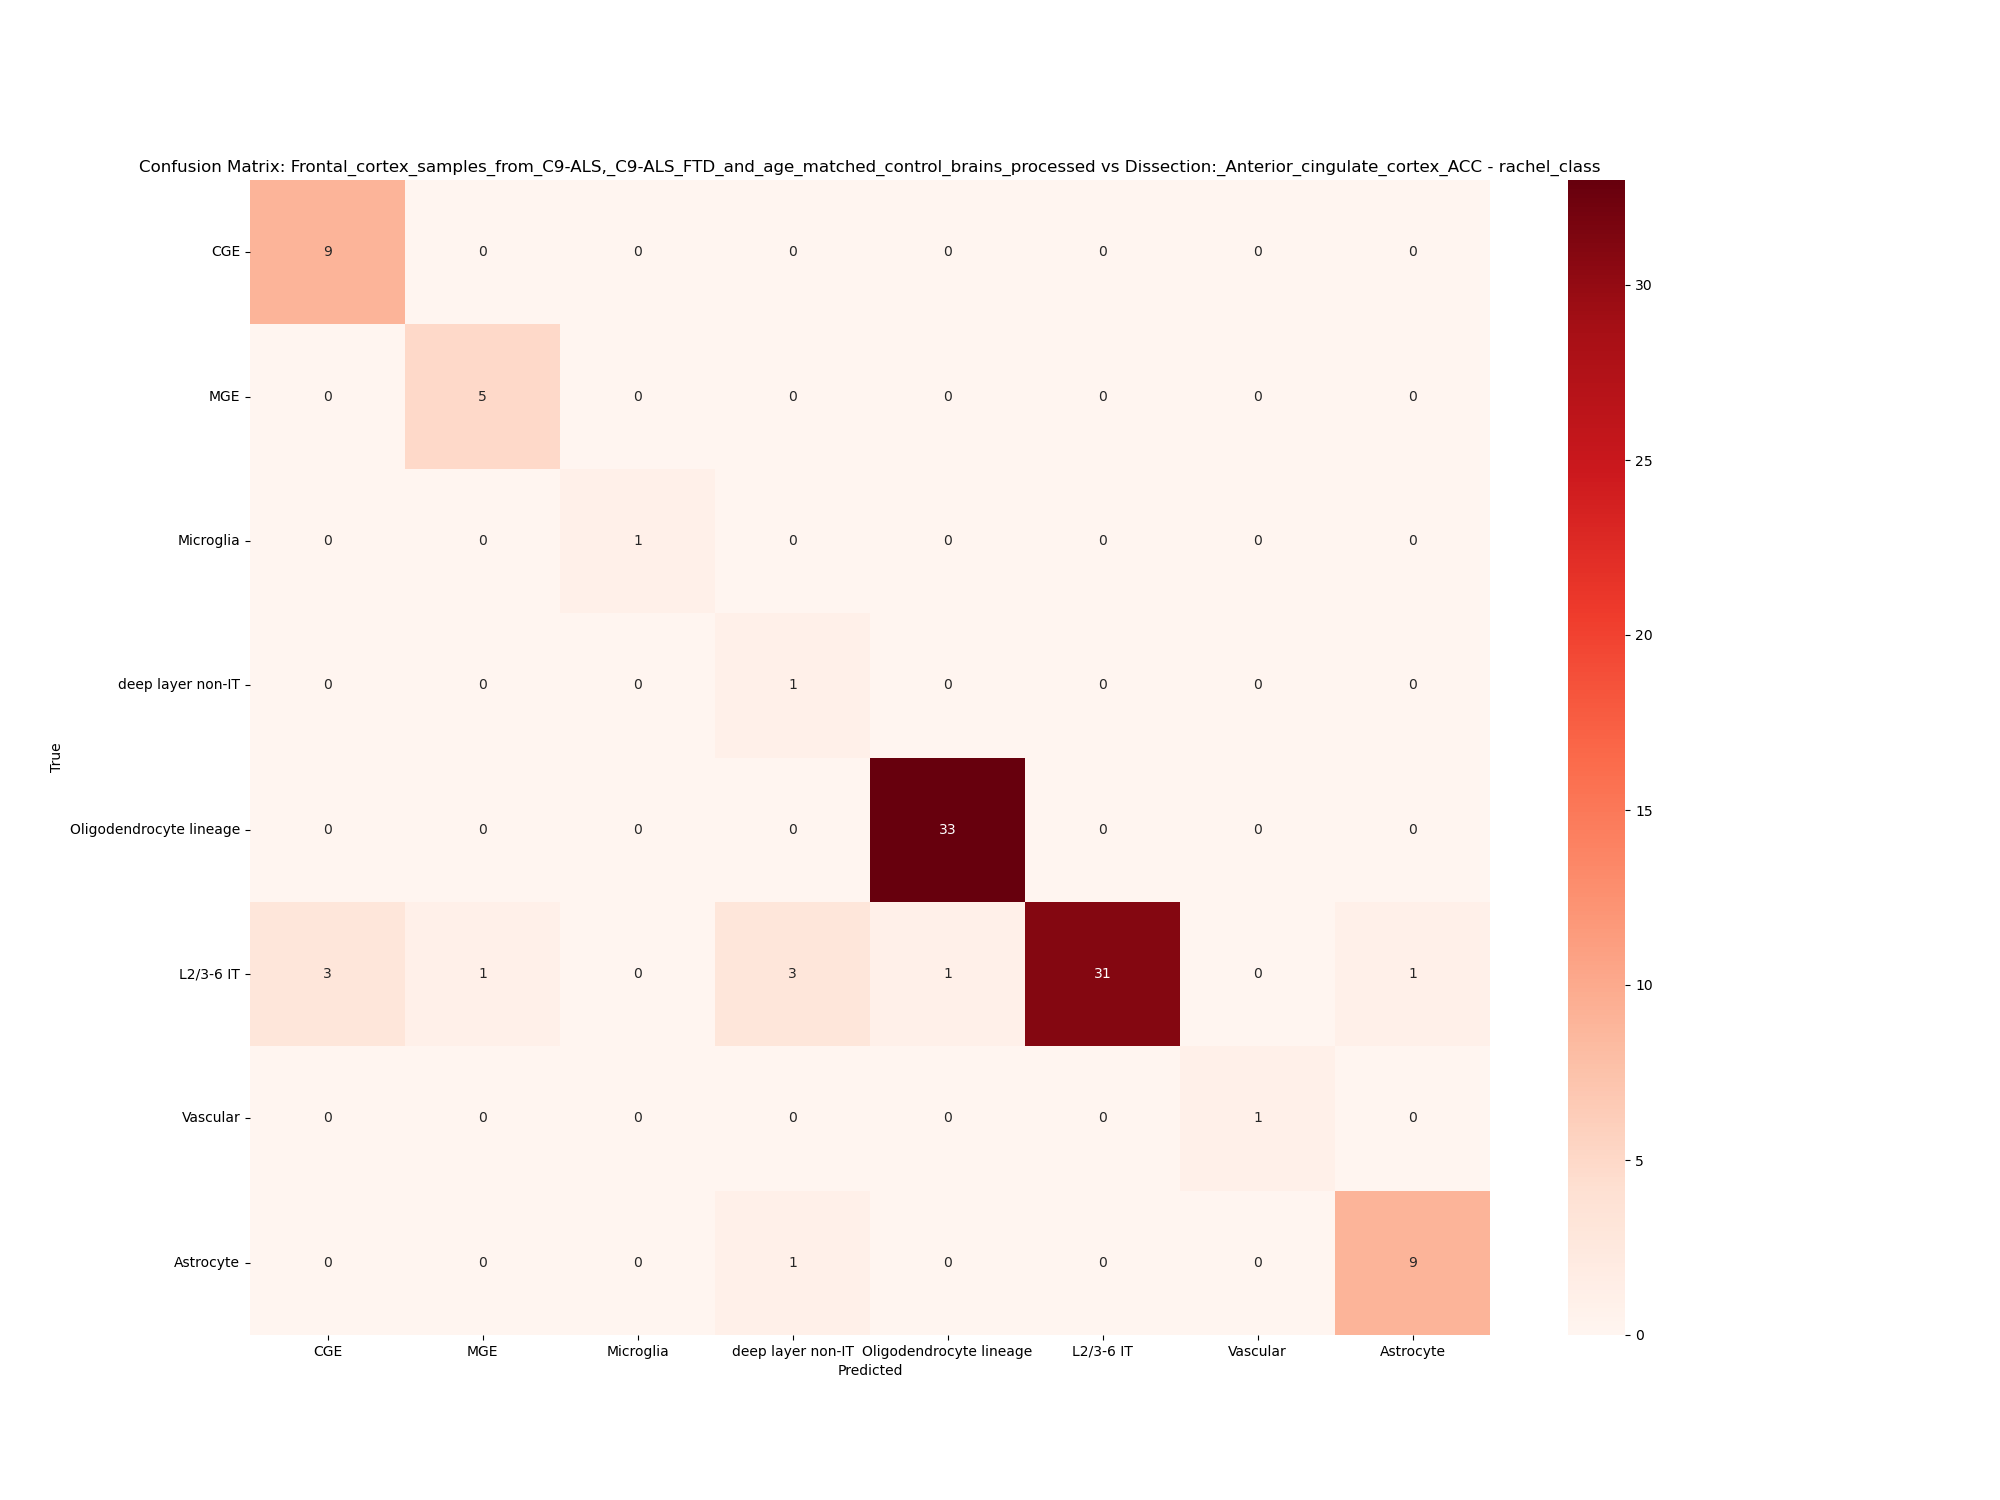 Confusion Matrix: Frontal_cortex_samples_from_C9-ALS,_C9-ALS_FTD_and_age_matched_control_brains_processed vs Dissection:_Anterior_cingulate_cortex_ACC - rachel_class
CGE 9 0 0 0 0 0 0 0
MGE 0 5 0 0 0 0 0 0
Microglia 0 0 1 0 0 0 0 0
deep layer non-IT 0 0 0 1 0 0 0 0
True
Oligodendrocyte lineage 0 0 0 0 33 0 0 0
L2/3-6 IT 3 1 0 3 1 31 0 1
Vascular 0 0 0 0 0 0 1 0
Astrocyte 0 0 0 1 0 0 0 9
CGE MGE Microglia deep layer non-IT Oligodendrocyte lineage L2/3-6 IT Vascular Astrocyte
Predicted
30
25
20
15
10
5
0